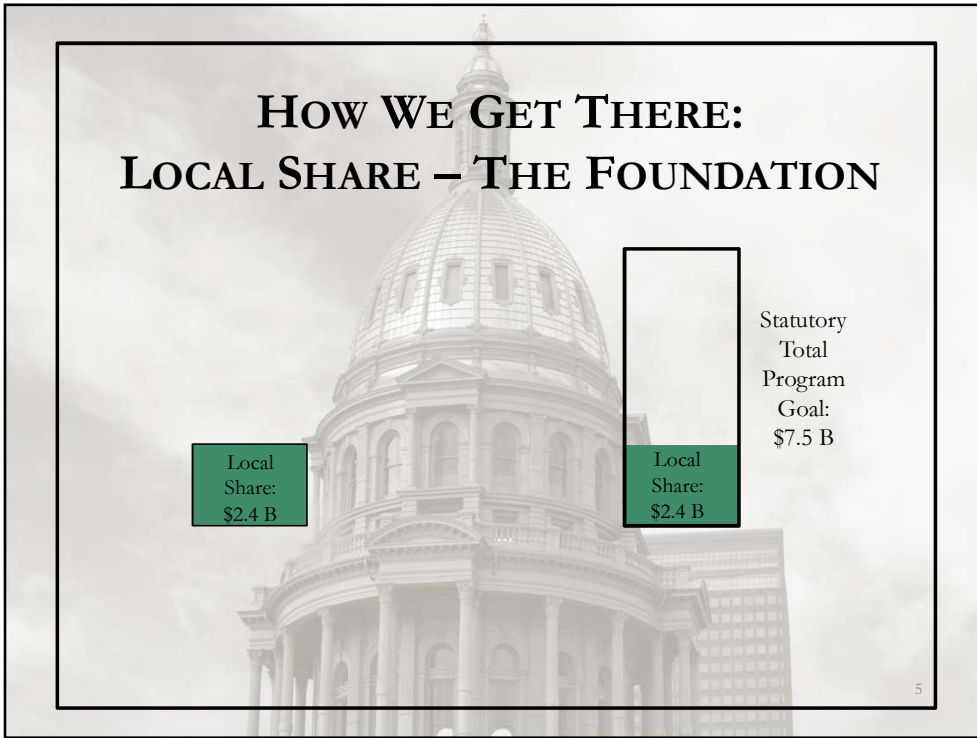 HOW WE GET THERE:
LOCAL SHARE – THE FOUNDATION
Local
Share:
$2.4 B
Local
Share:
$2.4 B
Statutory
Total
Program
Goal:
$7.5 B
5